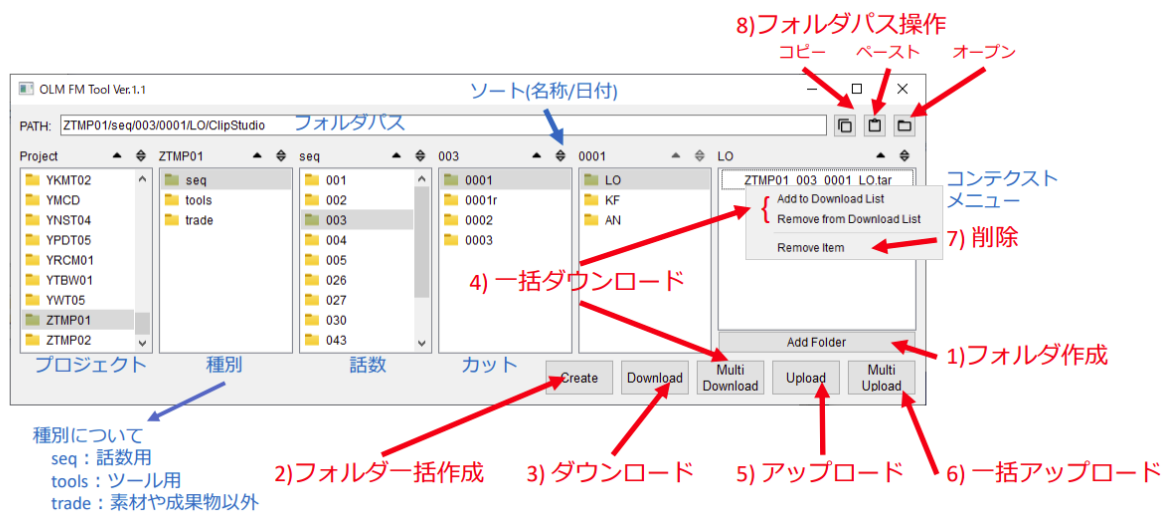 8)フォルダパス操作
コピー ペースト オープン
OLM FM Tool Ver.1.1
ソート(名称/日付)
PATH: ZTMP01/seq/003/0001/LO/ClipStudio
フォルダパス
Project ZTMP01 seq 003 0001 LO
YKMT02
YMCD
YNST04
YPDT05
YRCM01
YTBW01
YWT05
ZTMP01
ZTMP02
seq
tools
trade
001
002
003
004
005
026
027
030
043
0001
0001r
0002
0003
LO
KF
AN
ZTMP01_003_0001_LO.tar
Add to Download List
Remove from Download List
Remove Item
コンテクスト
メニュー
7) 削除
4) 一括ダウンロード
Add Folder
1)フォルダ作成
プロジェクト 種別 話数 カット
Create
Download
Multi
Download
Upload
Multi
Upload
種別について
seq：話数用
tools：ツール用
trade：素材や成果物以外
2)フォルダ一括作成
3) ダウンロード
5) アップロード
6) 一括アップロード